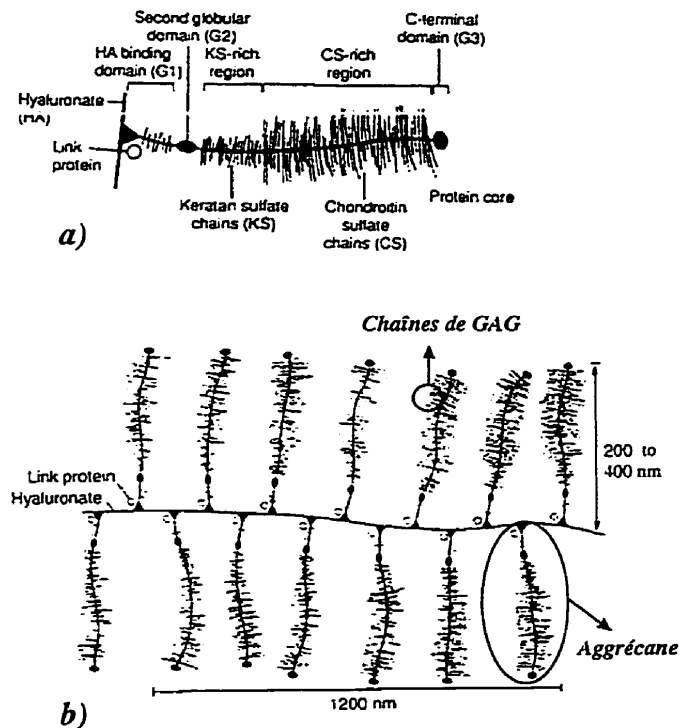 Second globular
domain (G2)
C-terminal
domain (G3)
HA binding
domain (G1)
KS-rich
region
CS-rich
region
Hyaluronate
(HA)
Link
protein
Keratan sulfate
chains (KS)
Chondroitin
sulfate
chains (CS)
Protein core
a)
Chaînes de GAG
200 to
400 nm
Link protein
Hyaluronate
Aggrécane
1200 nm
b)